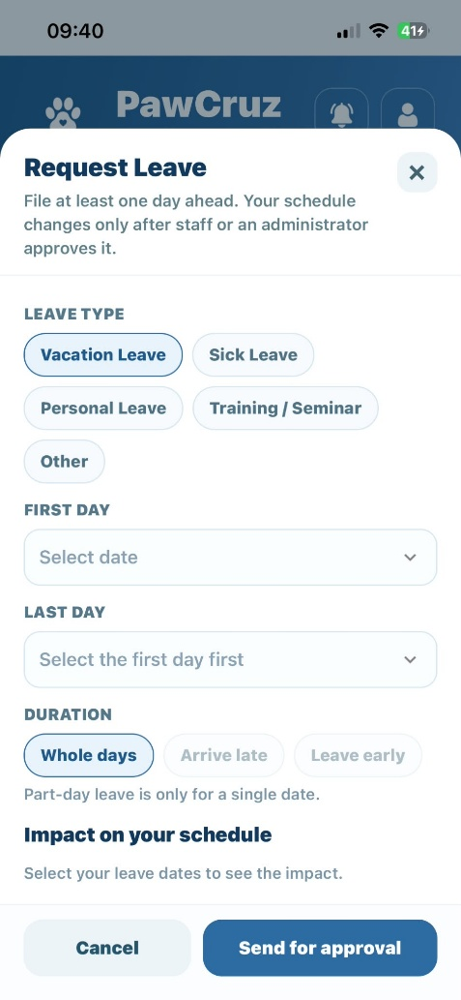 09:40
41
PawCruz
Request Leave
File at least one day ahead. Your schedule
changes only after staff or an administrator
approves it.
LEAVE TYPE
Vacation Leave
Sick Leave
Personal Leave
Training / Seminar
Other
FIRST DAY
Select date
LAST DAY
Select the first day first
DURATION
Whole days
Arrive late
Leave early
Part-day leave is only for a single date.
Impact on your schedule
Select your leave dates to see the impact.
Cancel
Send for approval